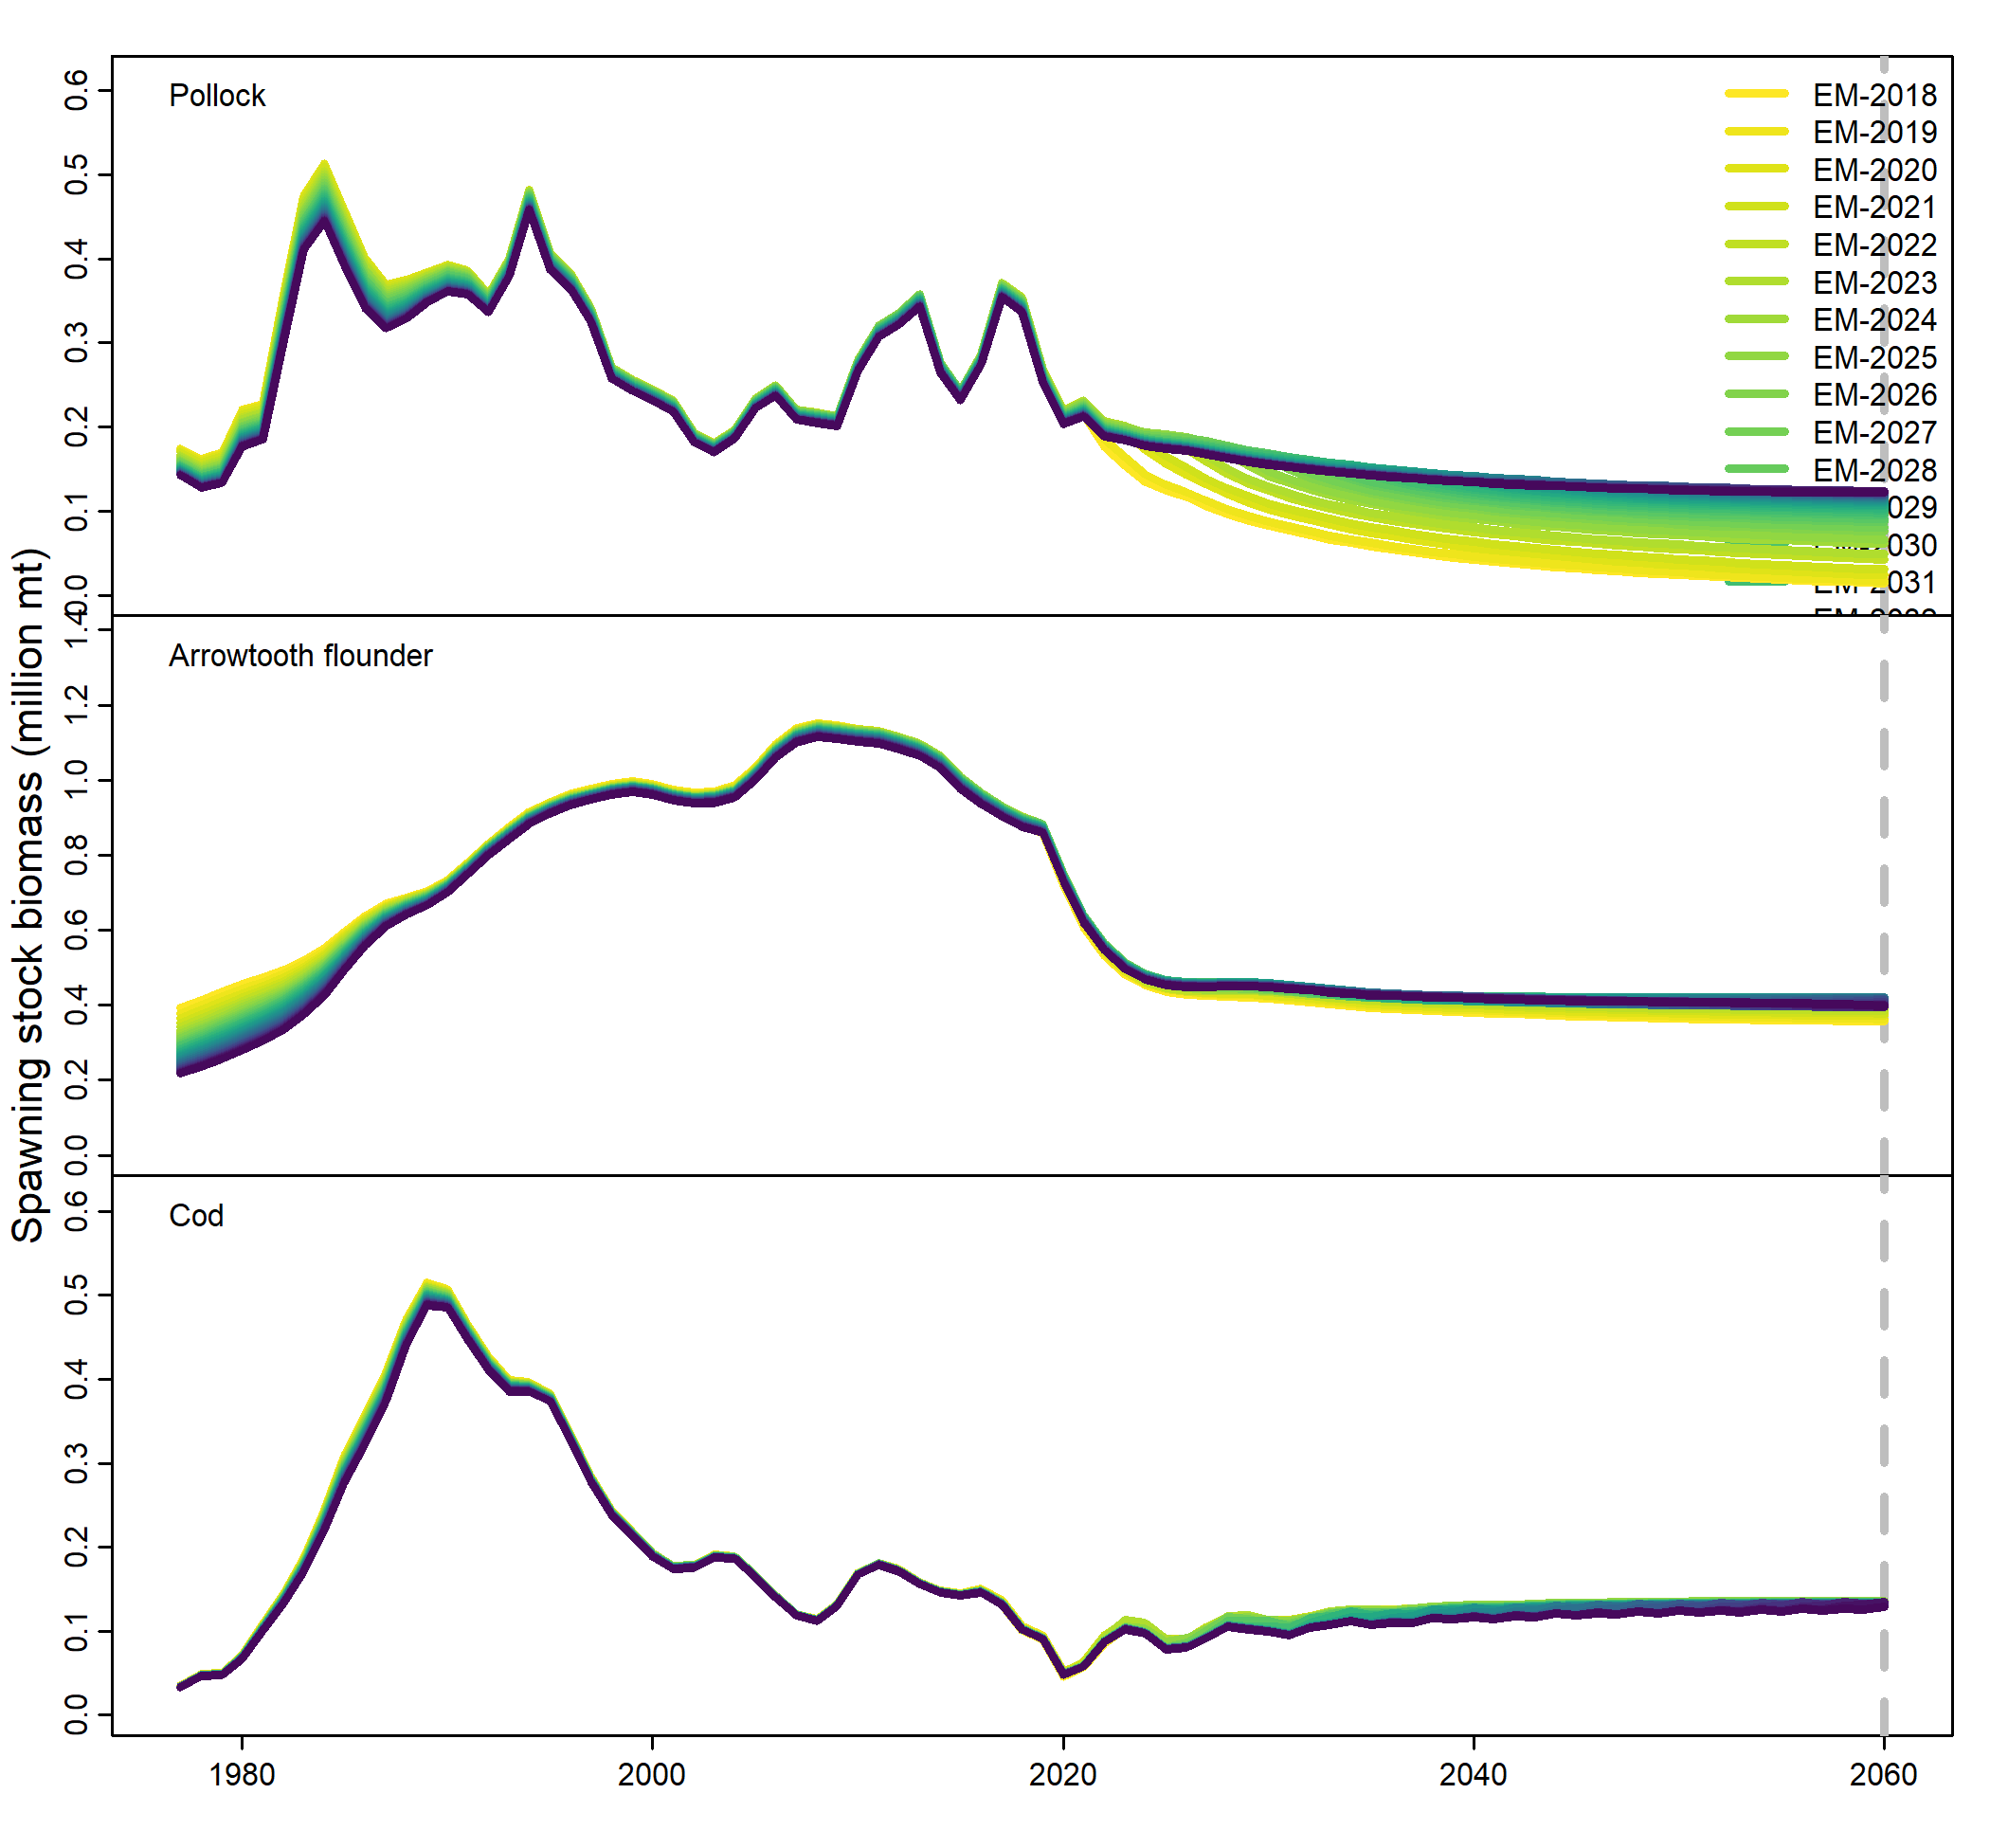 Spawning stock biomass (million mt)
Pollock
0.6
0.5
0.4
0.3
0.2
0.1
0.0
EM-2018
EM-2019
EM-2020
EM-2021
EM-2022
EM-2023
EM-2024
EM-2025
EM-2026
EM-2027
EM-2028
029
030
031
Arrowtooth flounder
1.4
1.2
1.0
0.8
0.6
0.4
0.2
0.0
Cod
0.6
0.5
0.4
0.3
0.2
0.1
0.0
1980 2000 2020 2040 2060